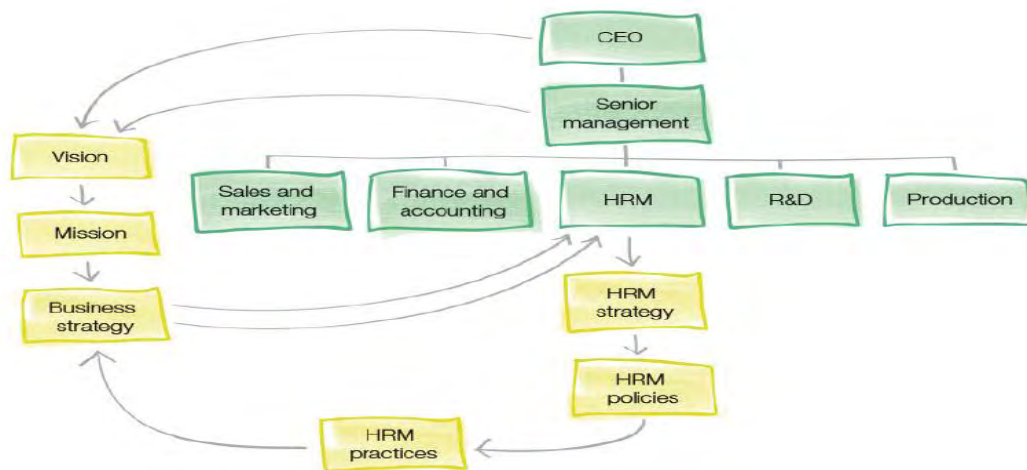 CEO
Senior
management
Vision
Sales and
marketing
Finance and
accounting
HRM
R&D
Production
Mission
Business
strategy
HRM
strategy
HRM
policies
HRM
practices